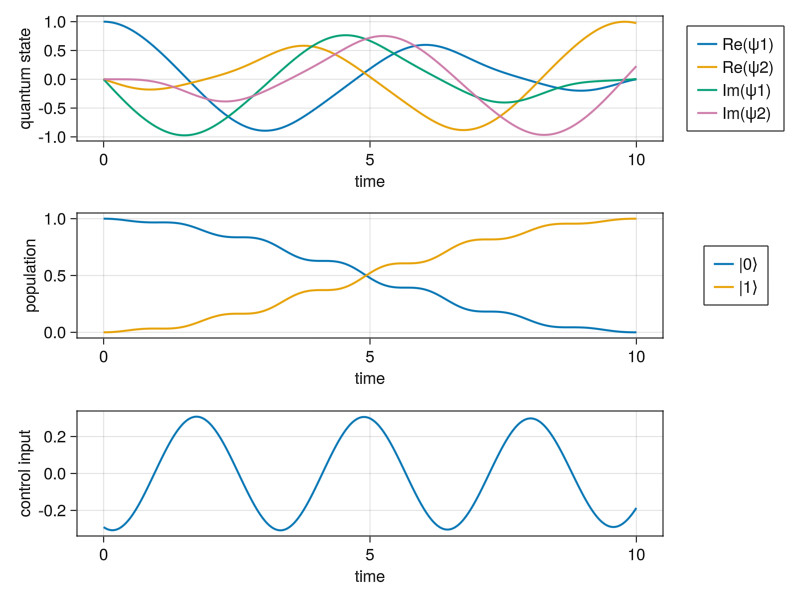 quantum state
1.0
0.5
0.0
-0.5
-1.0
0
5
10
time
Re(ψ1)
Re(ψ2)
Im(ψ1)
Im(ψ2)
population
1.0
0.5
0.0
0
5
10
time
|0⟩
|1⟩
control input
0.2
0.0
-0.2
0
5
10
time